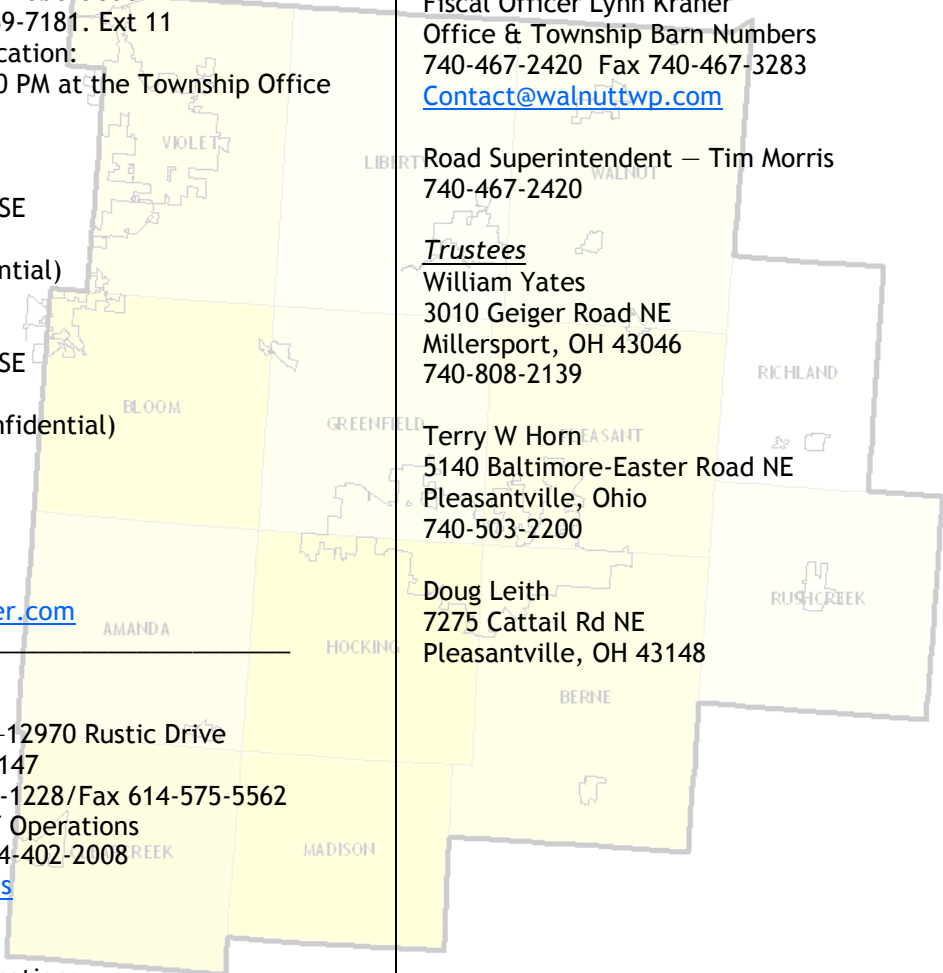 9-7181. Ext 11
cation:
0 PM at the Township Office
SE
ntial)
SE
nfidential)
er.com
-12970 Rustic Drive
147
-1228/Fax 614-575-5562
Operations
4-402-2008
s
Fiscal Officer Lynn Kraner
Office & Township Barn Numbers
740-467-2420 Fax 740-467-3283
Contact@walnuttwp.com
Road Superintendent — Tim Morris
740-467-2420
Trustees
William Yates
3010 Geiger Road NE
Millersport, OH 43046
740-808-2139
Terry W Horn
5140 Baltimore-Easter Road NE
Pleasantville, Ohio
740-503-2200
Doug Leith
7275 Cattail Rd NE
Pleasantville, OH 43148
VIOLET
LIBERTY
WALNUT
BLOOM
GREENFIELD
PLEASANT
RICHLAND
AMANDA
HOCKING
RUSHCREEK
BERNE
CREEK
MADISON